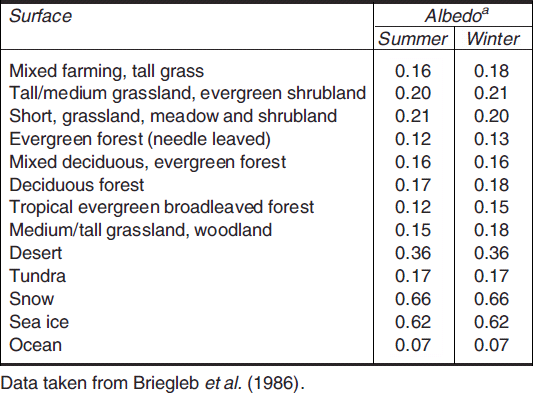 Surface Albedoa
Summer Winter
Mixed farming, tall grass 0.16 0.18
Tall/medium grassland, evergreen shrubland 0.20 0.21
Short, grassland, meadow and shrubland 0.21 0.20
Evergreen forest (needle leaved) 0.12 0.13
Mixed deciduous, evergreen forest 0.16 0.16
Deciduous forest 0.17 0.18
Tropical evergreen broadleaved forest 0.12 0.15
Medium/tall grassland, woodland 0.15 0.18
Desert 0.36 0.36
Tundra 0.17 0.17
Snow 0.66 0.66
Sea ice 0.62 0.62
Ocean 0.07 0.07
Data taken from Briegleb et al. (1986).